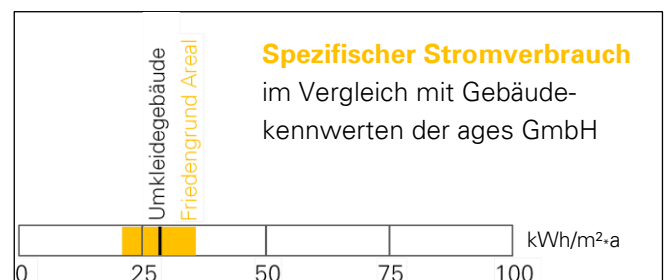 Umkleidegebäude
Friedengrund Areal
Spezifischer Stromverbrauch
im Vergleich mit Gebäude-
kennwerten der ages GmbH
kWh/m²*a
0 25 50 75 100